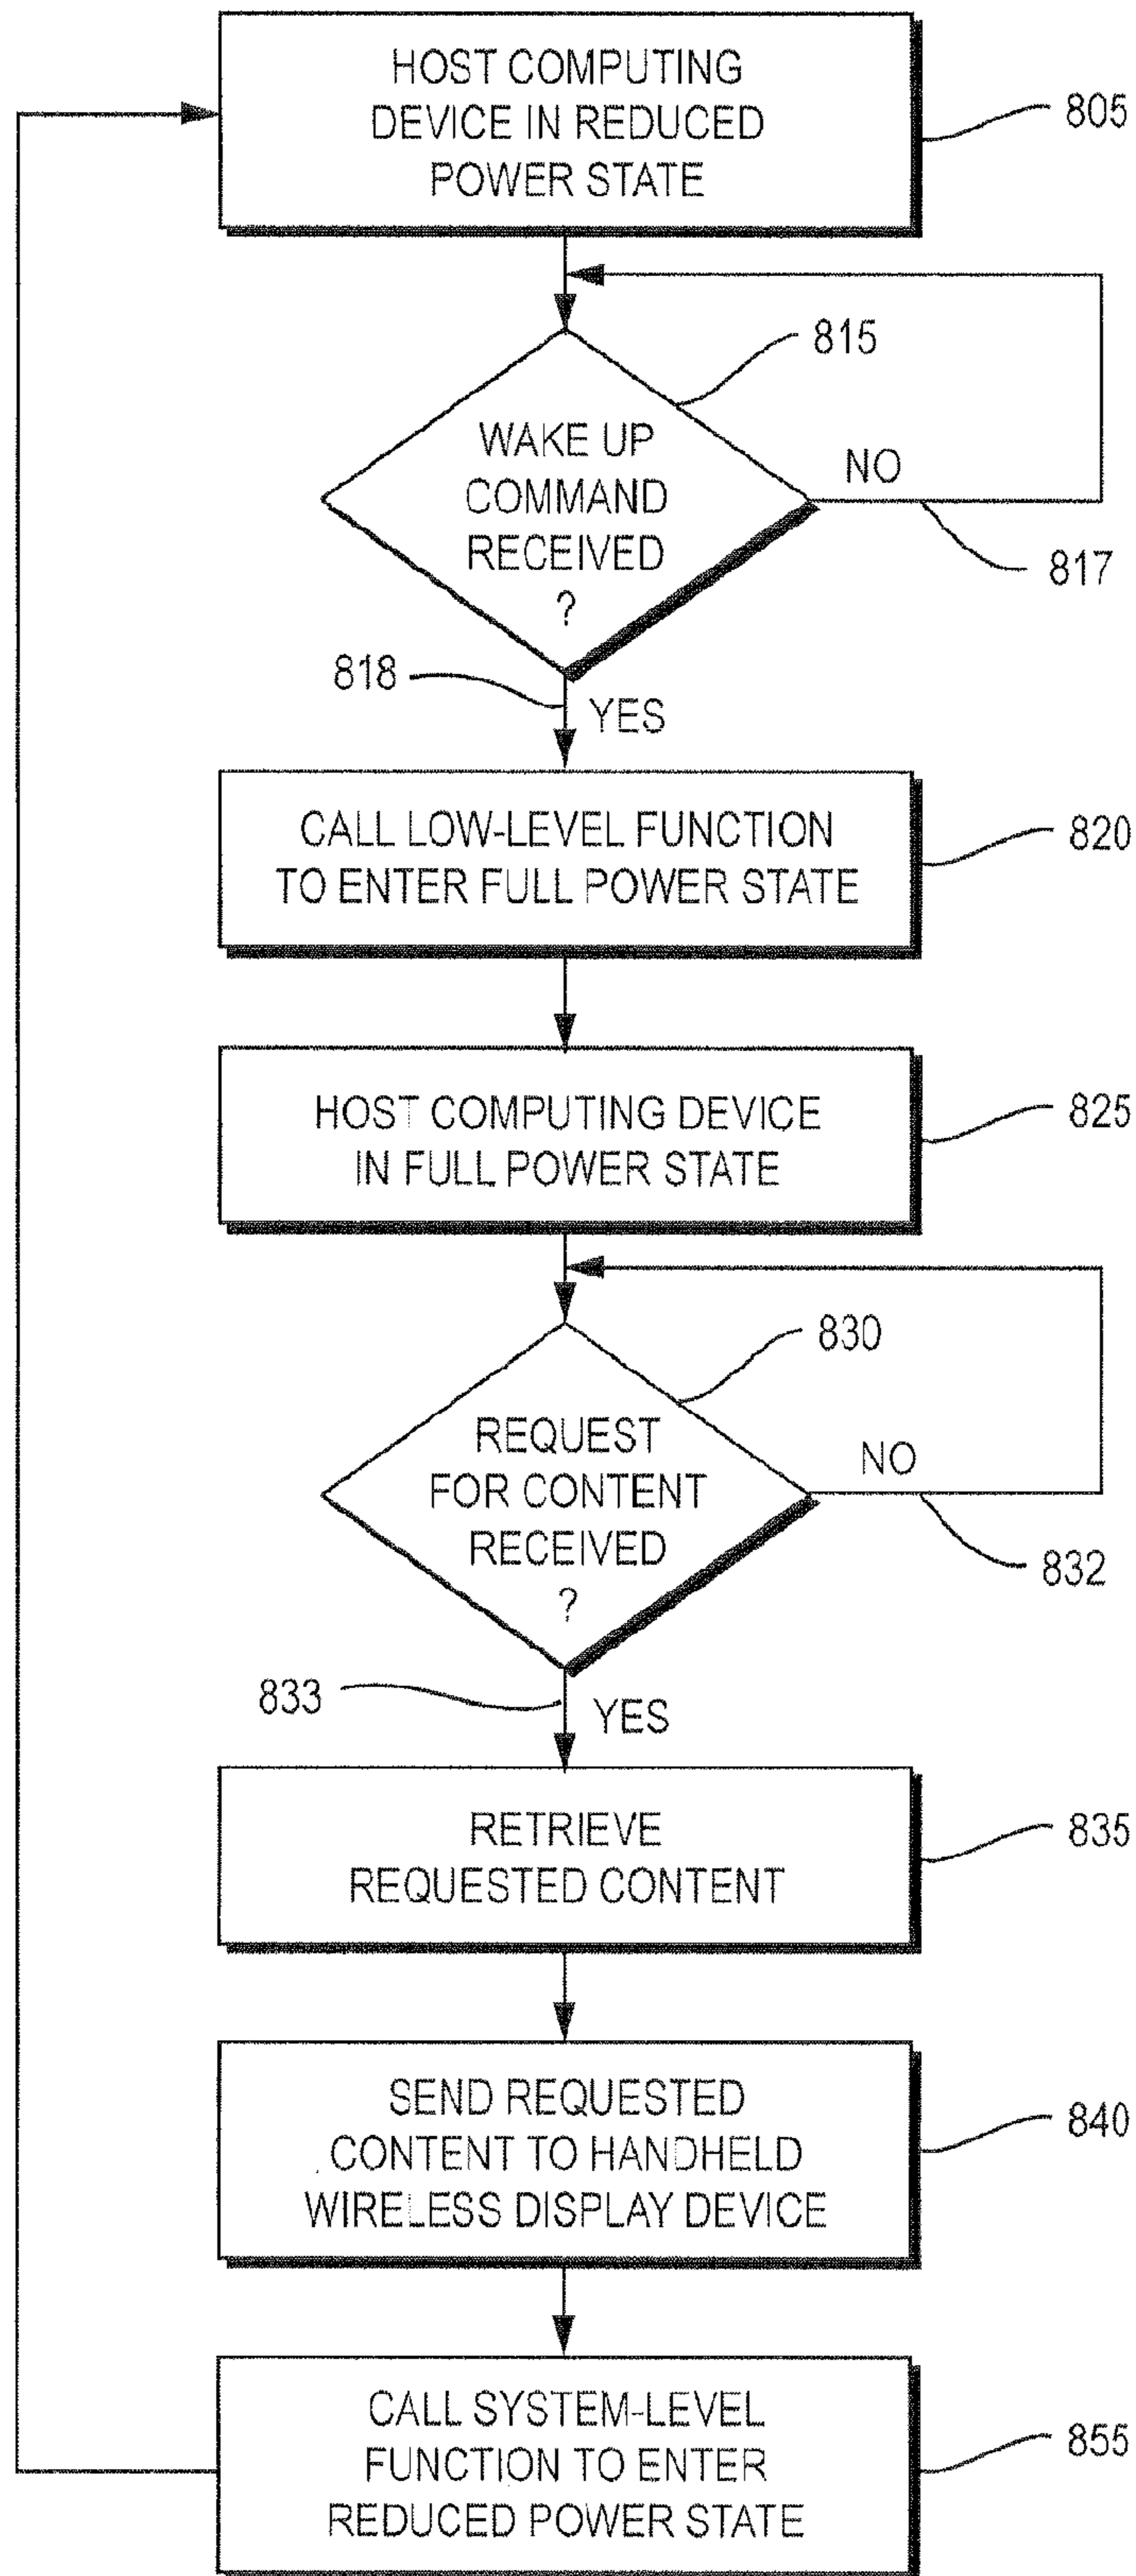 HOST COMPUTING
DEVICE IN REDUCED
POWER STATE
805
815
WAKE UP
COMMAND
RECEIVED
?
NO
817
818
YES
CALL LOW-LEVEL FUNCTION
TO ENTER FULL POWER STATE
820
HOST COMPUTING DEVICE
IN FULL POWER STATE
825
830
REQUEST
FOR CONTENT
RECEIVED
?
NO
832
833
YES
RETRIEVE
REQUESTED CONTENT
835
SEND REQUESTED
CONTENT TO HANDHELD
WIRELESS DISPLAY DEVICE
840
CALL SYSTEM-LEVEL
FUNCTION TO ENTER
REDUCED POWER STATE
855